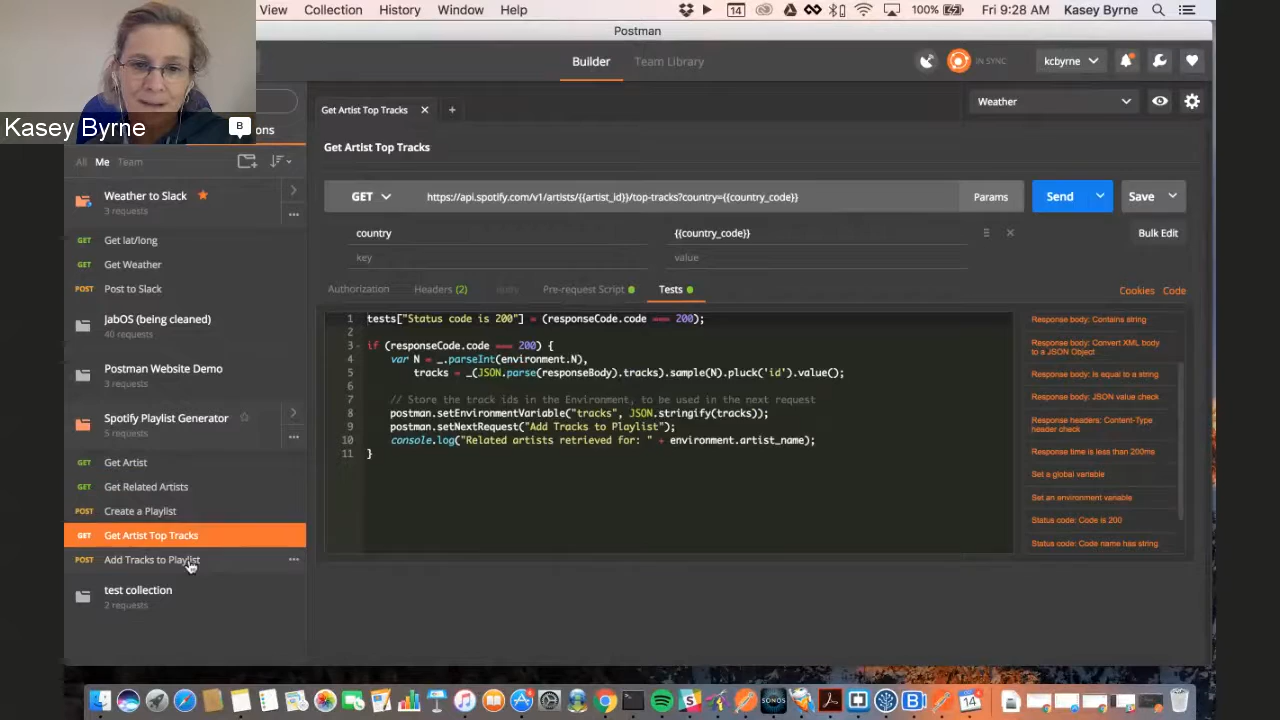 View Collection History Window Help
14
100%
Fri 9:28 AM Kasey Byrne
Postman
Builder Team Library
IN SYNC
kcbyrne
Kasey Byrne
B
ons
Get Artist Top Tracks
Weather
All Me Team
Get Artist Top Tracks
GET https://api.spotify.com/v1/artists/{{artist_id}}/top-tracks?country={{country_code}} Params Send Save
country {{country_code}} Bulk Edit
key value
Authorization Headers (2) Body Pre-request Script Tests Cookies Code
Weather to Slack
3 requests
GET Get lat/long
GET Get Weather
POST Post to Slack
JabOS (being cleaned)
40 requests
Postman Website Demo
4 requests
Spotify Playlist Generator
5 requests
GET Get Artist
GET Get Related Artists
POST Create a Playlist
GET Get Artist Top Tracks
POST Add Tracks to Playlist
test collection
2 requests
1 tests["Status code is 200"] = (responseCode.code === 200);
2
3 if (responseCode.code === 200) {
4 var N = _.parseInt(environment.N),
5 tracks = _(JSON.parse(responseBody).tracks).sample(N).pluck('id').value();
6
7 // Store the track ids in the Environment, to be used in the next request
8 postman.setEnvironmentVariable("tracks", JSON.stringify(tracks));
9 postman.setNextRequest("Add Tracks to Playlist");
10 console.log("Related artists retrieved for: " + environment.artist_name);
11 }
Response body: Contains string
Response body: Convert XML body
to a JSON Object
Response body: Is equal to a string
Response body: JSON value check
Response headers: Content-Type
header check
Response time is less than 200ms
Set a global variable
Set an environment variable
Status code: Code is 200
Status code: Code name has string
SONOS
14